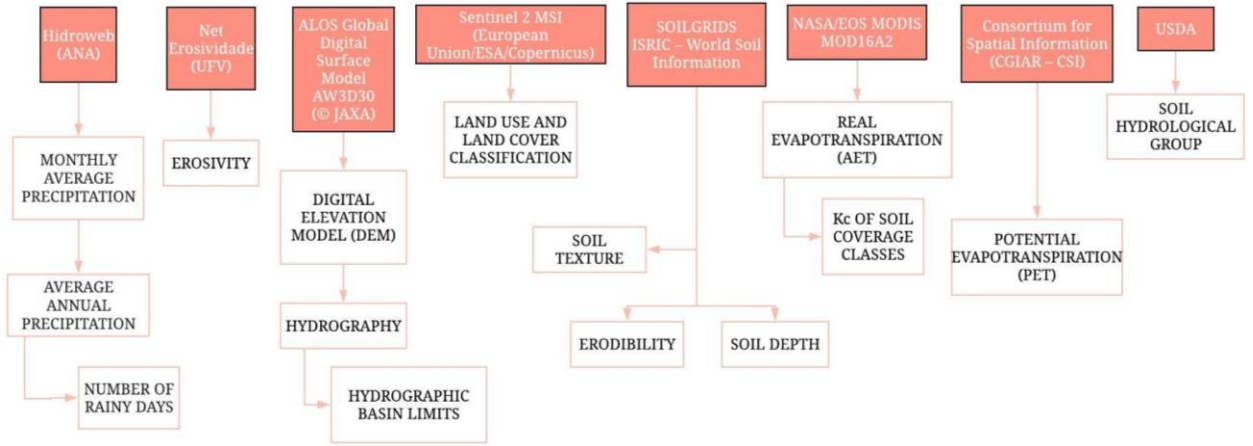 Hidroweb
(ANA)
Net
Erosividade
(UFV)
ALOS Global
Digital
Surface
Model
AW3D30
(© JAXA)
Sentinel 2 MSI
(European
Union/ESA/Copernicus)
SOILGRIDS
ISRIC – World Soil
Information
NASA/EOS MODIS
MOD16A2
Consortium for
Spatial Information
(CGIAR – CSI)
USDA
MONTHLY
AVERAGE
PRECIPITATION
AVERAGE
ANNUAL
PRECIPITATION
NUMBER OF
RAINY DAYS
EROSIVITY
DIGITAL
ELEVATION
MODEL (DEM)
HYDROGRAPHY
HYDROGRAPHIC
BASIN LIMITS
LAND USE AND
LAND COVER
CLASSIFICATION
SOIL
TEXTURE
ERODIBILITY
SOIL DEPTH
REAL
EVAPOTRANSPIRATION
(AET)
Kc OF SOIL
COVERAGE
CLASSES
POTENTIAL
EVAPOTRANSPIRATION
(PET)
SOIL
HYDROLOGICAL
GROUP